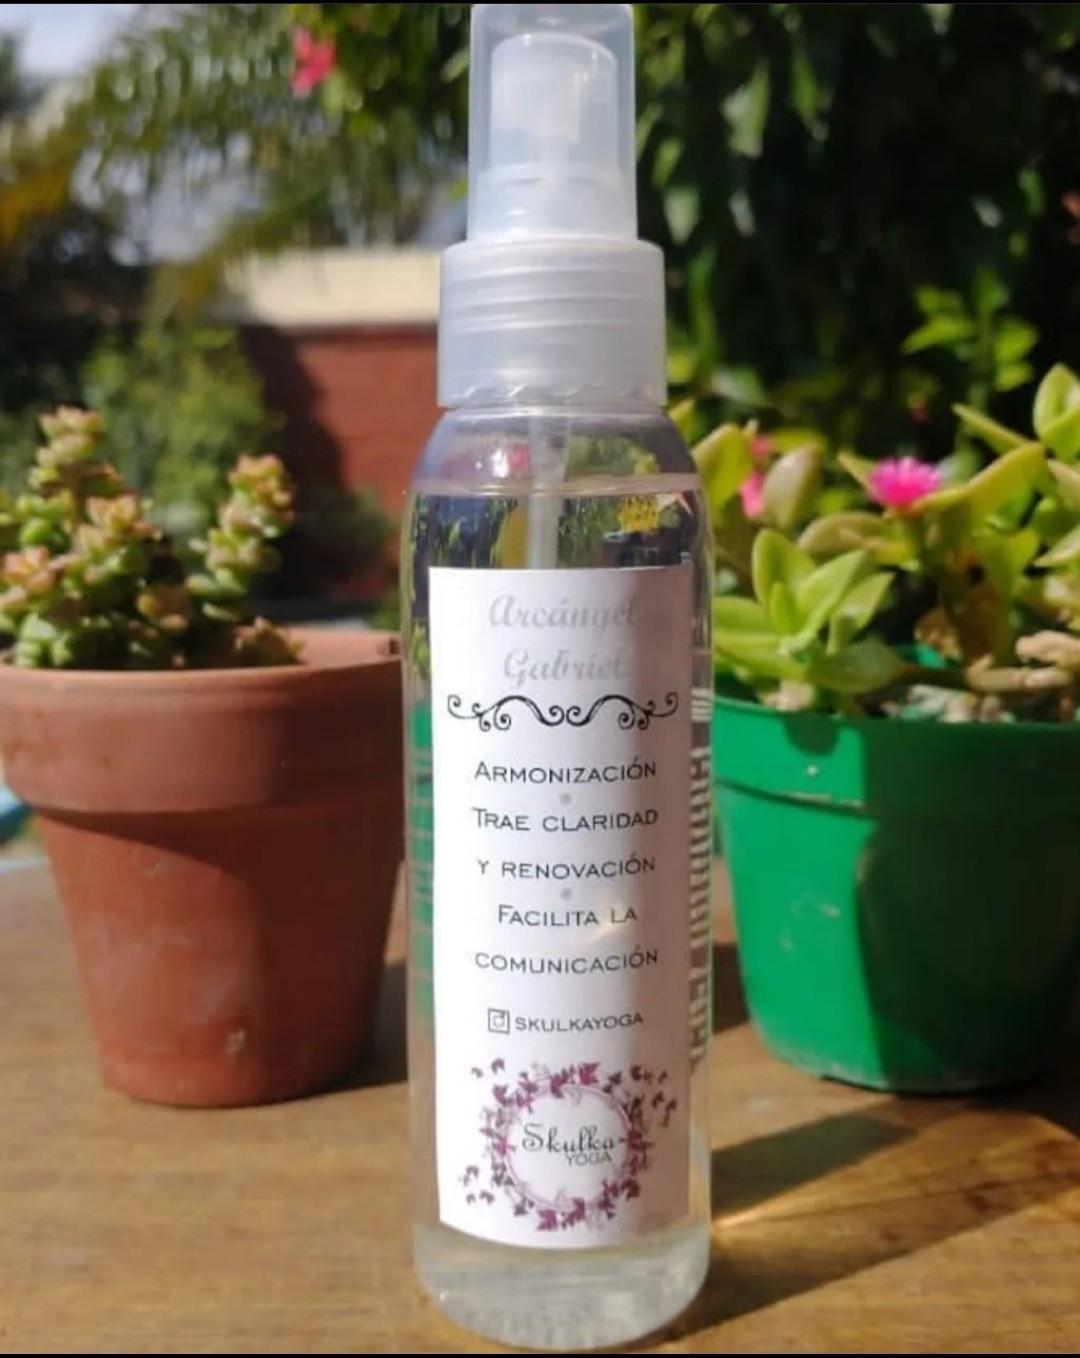 Arcángel
Gabriel
ARMONIZACIÓN
TRAE CLARIDAD
Y RENOVACIÓN
FACILITA LA
COMUNICACIÓN
SKULKAYOGA
Skulka
YOGA